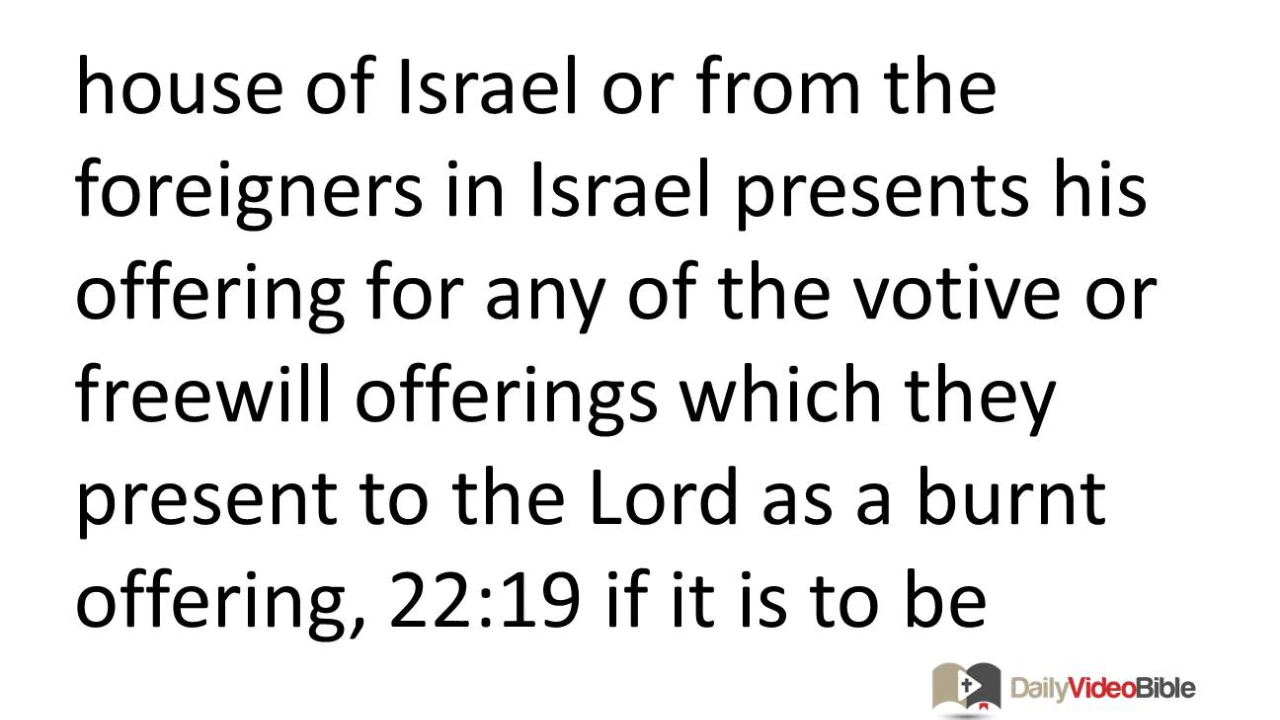 house of Israel or from the
foreigners in Israel presents his
offering for any of the votive or
freewill offerings which they
present to the Lord as a burnt
offering, 22:19 if it is to be
DailyVideoBible